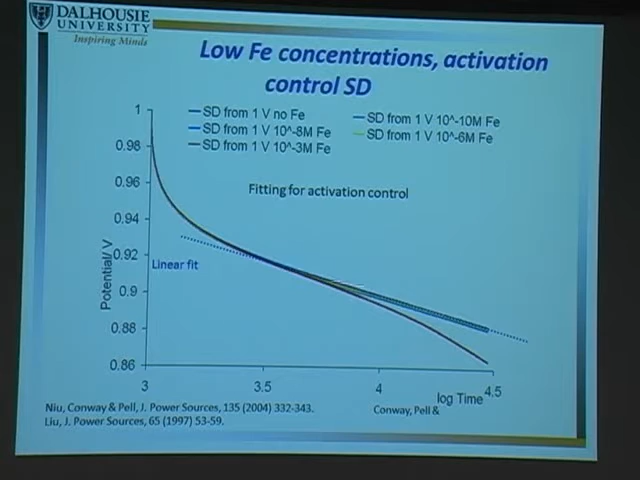 DALHOUSIE
UNIVERSITY
Inspiring Minds
Low Fe concentrations, activation
control SD
SD from 1 V no Fe
SD from 1 V 10^-10M Fe
SD from 1 V 10^-8M Fe
SD from 1 V 10^-6M Fe
SD from 1 V 10^-3M Fe
Fitting for activation control
Linear fit
Potential/ V
1
0.98
0.96
0.94
0.92
0.9
0.88
0.86
3
3.5
4
4.5
log Time
Niu, Conway & Pell, J. Power Sources, 135 (2004) 332-343.
Conway, Pell &
Liu, J. Power Sources, 65 (1997) 53-59.